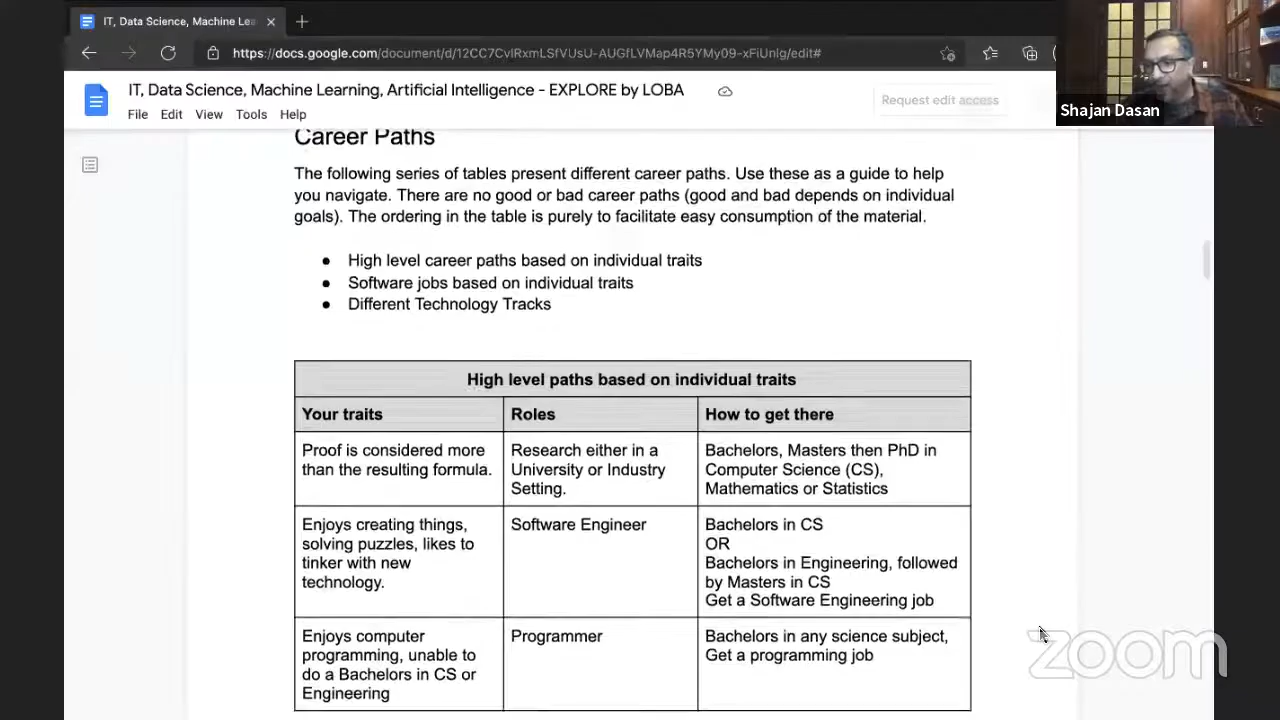 IT, Data Science, Machine Lea
https://docs.google.com/document/d/12CC7CvlRxmLSfVUsU-AUGfLVMap4R5YMy09-xFiUnlg/edit#
IT, Data Science, Machine Learning, Artificial Intelligence - EXPLORE by LOBA
File Edit View Tools Help
Request edit access
Shajan Dasan
Career Paths
The following series of tables present different career paths. Use these as a guide to help
you navigate. There are no good or bad career paths (good and bad depends on individual
goals). The ordering in the table is purely to facilitate easy consumption of the material.
● High level career paths based on individual traits
● Software jobs based on individual traits
● Different Technology Tracks
High level paths based on individual traits
Your traits
Roles
How to get there
Proof is considered more
than the resulting formula.
Research either in a
University or Industry
Setting.
Bachelors, Masters then PhD in
Computer Science (CS),
Mathematics or Statistics
Enjoys creating things,
solving puzzles, likes to
tinker with new
technology.
Software Engineer
Bachelors in CS
OR
Bachelors in Engineering, followed
by Masters in CS
Get a Software Engineering job
Enjoys computer
programming, unable to
do a Bachelors in CS or
Engineering
Programmer
Bachelors in any science subject,
Get a programming job
zoom